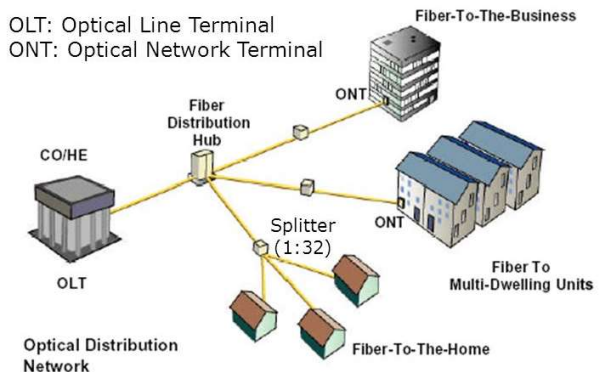 OLT: Optical Line Terminal
ONT: Optical Network Terminal
Fiber-To-The-Business
ONT
Fiber
Distribution
Hub
CO/HE
OLT
Splitter
(1:32)
ONT
Fiber To
Multi-Dwelling Units
Fiber-To-The-Home
Optical Distribution
Network